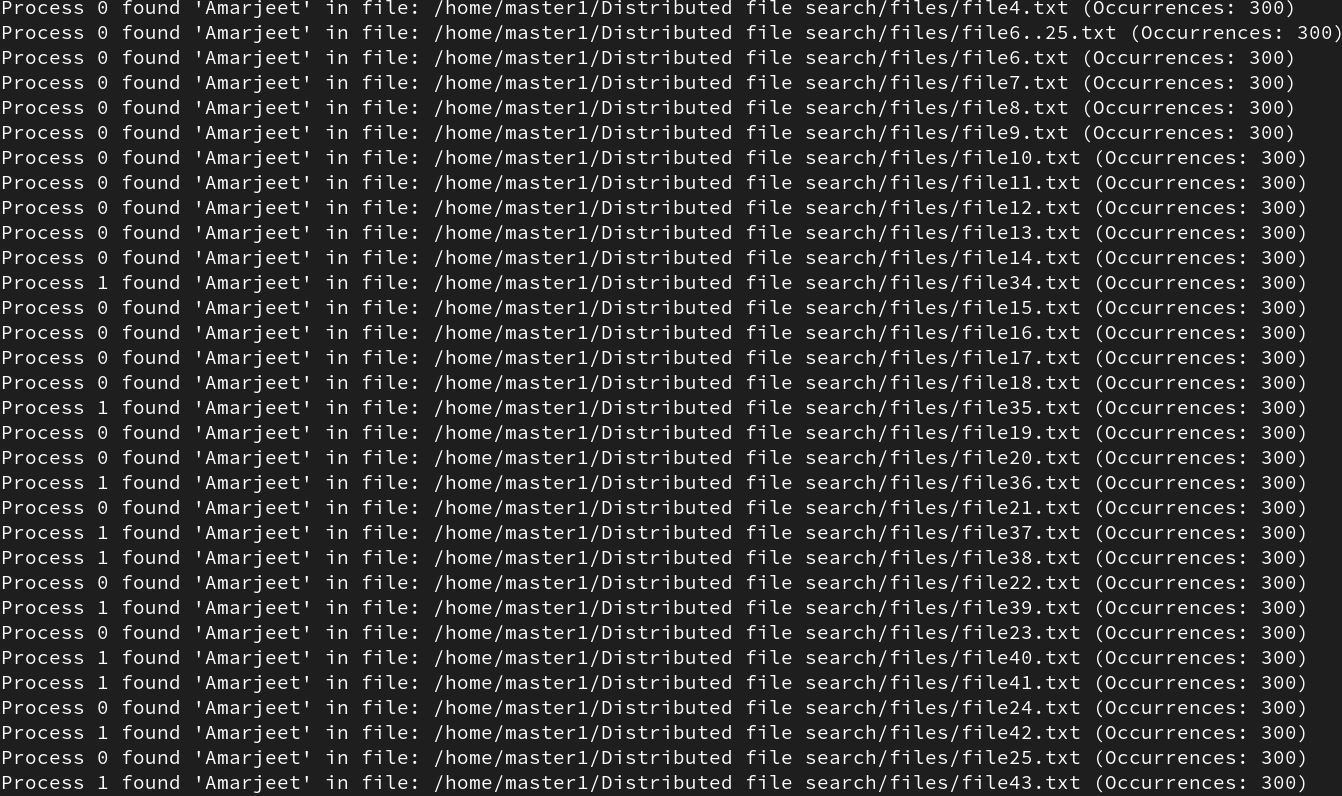 Process 0 found 'Amarjeet' in file: /home/master1/Distributed file search/files/file4.txt (Occurrences: 300)
Process 0 found 'Amarjeet' in file: /home/master1/Distributed file search/files/file6..25.txt (Occurrences: 300)
Process 0 found 'Amarjeet' in file: /home/master1/Distributed file search/files/file6.txt (Occurrences: 300)
Process 0 found 'Amarjeet' in file: /home/master1/Distributed file search/files/file7.txt (Occurrences: 300)
Process 0 found 'Amarjeet' in file: /home/master1/Distributed file search/files/file8.txt (Occurrences: 300)
Process 0 found 'Amarjeet' in file: /home/master1/Distributed file search/files/file9.txt (Occurrences: 300)
Process 0 found 'Amarjeet' in file: /home/master1/Distributed file search/files/file10.txt (Occurrences: 300)
Process 0 found 'Amarjeet' in file: /home/master1/Distributed file search/files/file11.txt (Occurrences: 300)
Process 0 found 'Amarjeet' in file: /home/master1/Distributed file search/files/file12.txt (Occurrences: 300)
Process 0 found 'Amarjeet' in file: /home/master1/Distributed file search/files/file13.txt (Occurrences: 300)
Process 0 found 'Amarjeet' in file: /home/master1/Distributed file search/files/file14.txt (Occurrences: 300)
Process 1 found 'Amarjeet' in file: /home/master1/Distributed file search/files/file34.txt (Occurrences: 300)
Process 0 found 'Amarjeet' in file: /home/master1/Distributed file search/files/file15.txt (Occurrences: 300)
Process 0 found 'Amarjeet' in file: /home/master1/Distributed file search/files/file16.txt (Occurrences: 300)
Process 0 found 'Amarjeet' in file: /home/master1/Distributed file search/files/file17.txt (Occurrences: 300)
Process 0 found 'Amarjeet' in file: /home/master1/Distributed file search/files/file18.txt (Occurrences: 300)
Process 1 found 'Amarjeet' in file: /home/master1/Distributed file search/files/file35.txt (Occurrences: 300)
Process 0 found 'Amarjeet' in file: /home/master1/Distributed file search/files/file19.txt (Occurrences: 300)
Process 0 found 'Amarjeet' in file: /home/master1/Distributed file search/files/file20.txt (Occurrences: 300)
Process 1 found 'Amarjeet' in file: /home/master1/Distributed file search/files/file36.txt (Occurrences: 300)
Process 0 found 'Amarjeet' in file: /home/master1/Distributed file search/files/file21.txt (Occurrences: 300)
Process 1 found 'Amarjeet' in file: /home/master1/Distributed file search/files/file37.txt (Occurrences: 300)
Process 1 found 'Amarjeet' in file: /home/master1/Distributed file search/files/file38.txt (Occurrences: 300)
Process 0 found 'Amarjeet' in file: /home/master1/Distributed file search/files/file22.txt (Occurrences: 300)
Process 1 found 'Amarjeet' in file: /home/master1/Distributed file search/files/file39.txt (Occurrences: 300)
Process 0 found 'Amarjeet' in file: /home/master1/Distributed file search/files/file23.txt (Occurrences: 300)
Process 1 found 'Amarjeet' in file: /home/master1/Distributed file search/files/file40.txt (Occurrences: 300)
Process 1 found 'Amarjeet' in file: /home/master1/Distributed file search/files/file41.txt (Occurrences: 300)
Process 0 found 'Amarjeet' in file: /home/master1/Distributed file search/files/file24.txt (Occurrences: 300)
Process 1 found 'Amarjeet' in file: /home/master1/Distributed file search/files/file42.txt (Occurrences: 300)
Process 0 found 'Amarjeet' in file: /home/master1/Distributed file search/files/file25.txt (Occurrences: 300)
Process 1 found 'Amarjeet' in file: /home/master1/Distributed file search/files/file43.txt (Occurrences: 300)